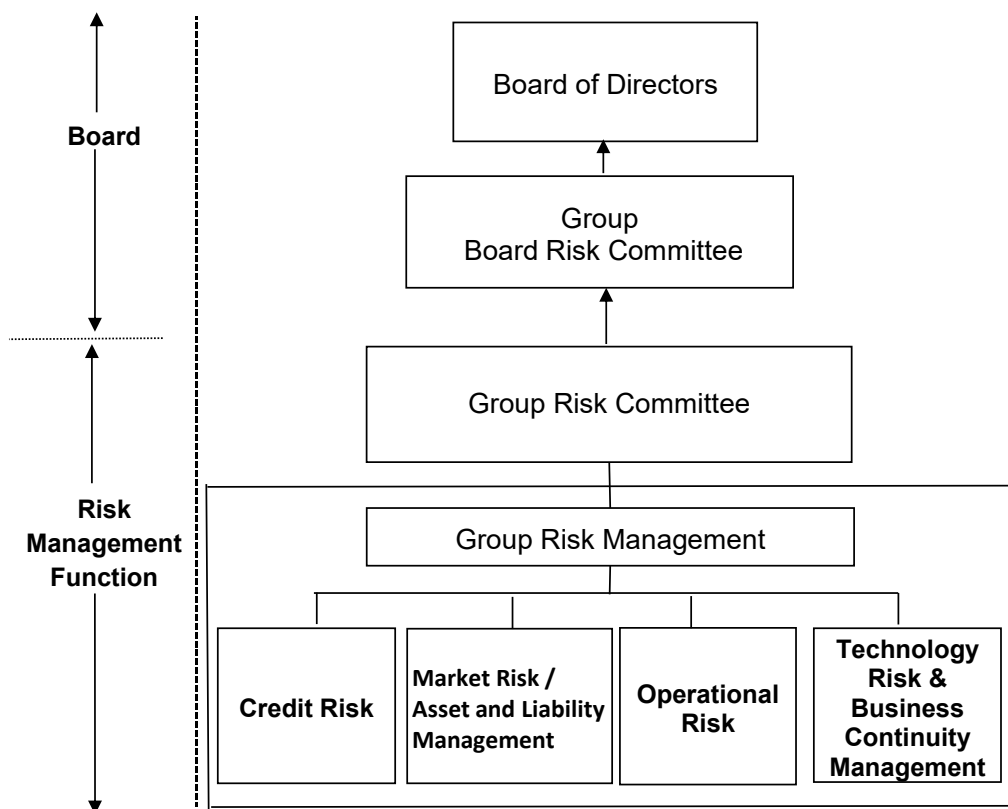 Board of Directors
Board
Group
Board Risk Committee
Group Risk Committee
Risk
Management
Function
Group Risk Management
Credit Risk
Market Risk /
Asset and Liability
Management
Operational
Risk
Technology
Risk &
Business
Continuity
Management